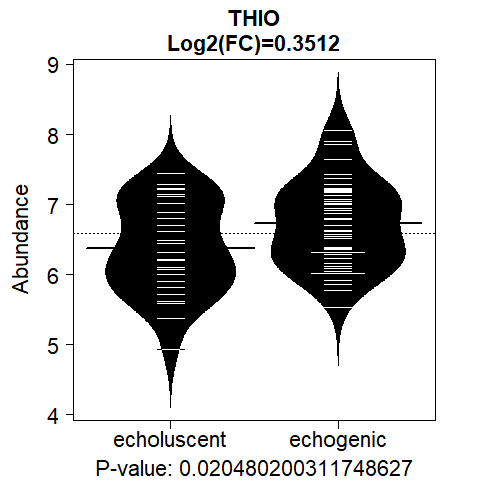 THIO
Log2(FC)=0.3512
Abundance
9
8
7
6
5
4
echoluscent echogenic
P-value: 0.020480200311748627